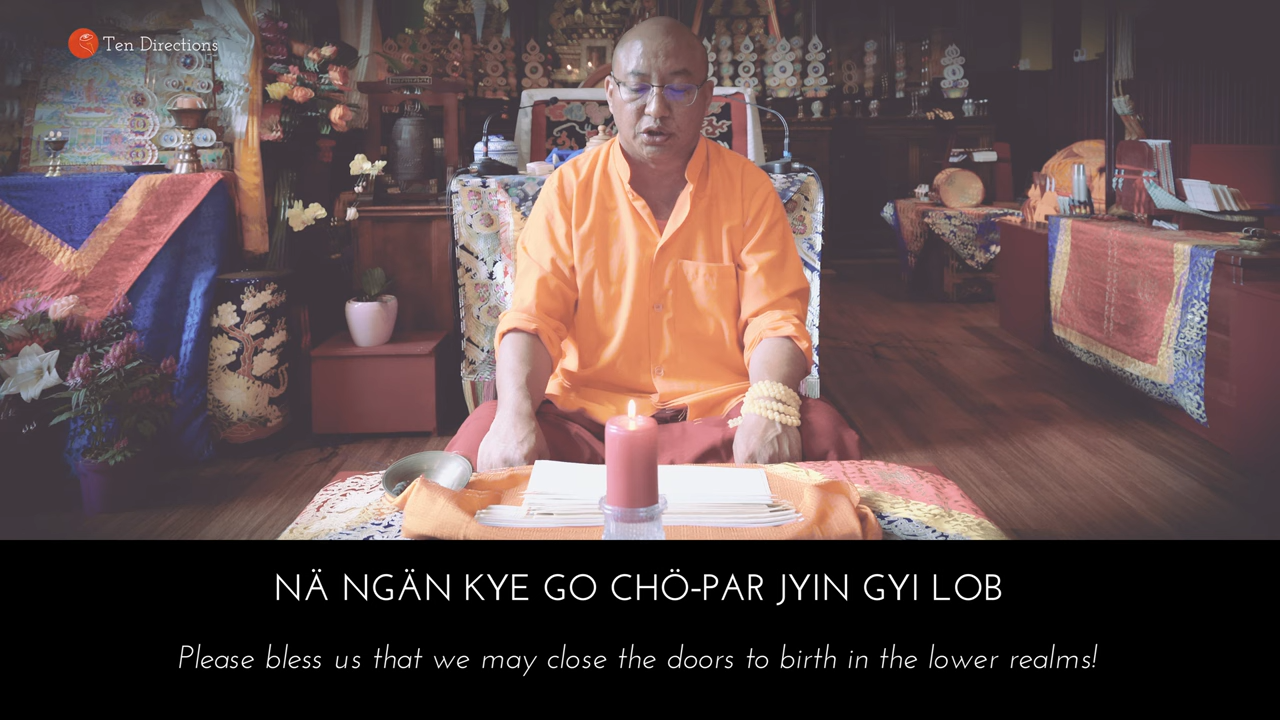 Ten Directions
NÄ NGÄN KYE GO CHÖ-PAR JYIN GYI LOB
Please bless us that we may close the doors to birth in the lower realms!